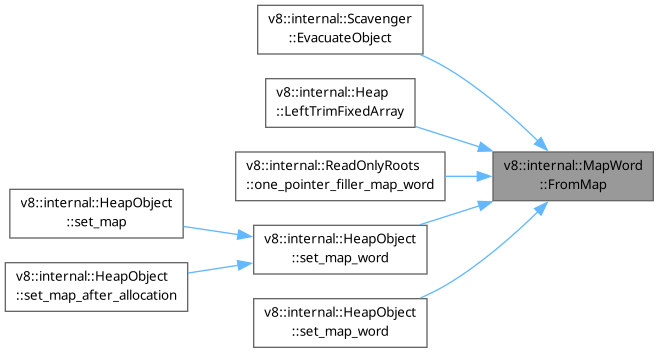 v8::internal::Scavenger
::EvacuateObject
v8::internal::Heap
::LeftTrimFixedArray
v8::internal::ReadOnlyRoots
::one_pointer_filler_map_word
v8::internal::MapWord
::FromMap
v8::internal::HeapObject
::set_map
v8::internal::HeapObject
::set_map_word
v8::internal::HeapObject
::set_map_after_allocation
v8::internal::HeapObject
::set_map_word